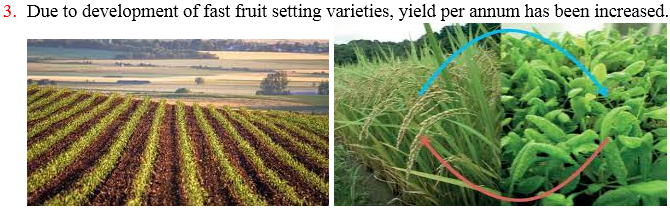 3. Due to development of fast fruit setting varieties, yield per annum has been increased.